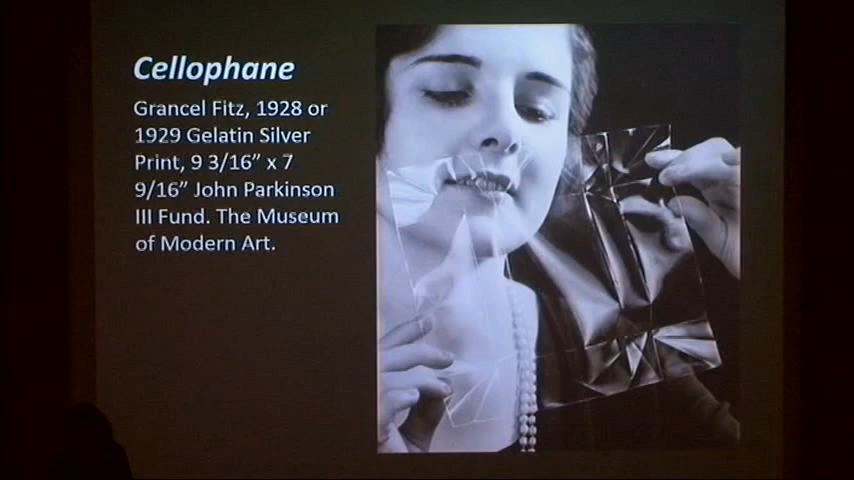 Cellophane
Grancel Fitz, 1928 or
1929 Gelatin Silver
Print, 9 3/16” x 7
9/16” John Parkinson
III Fund. The Museum
of Modern Art.